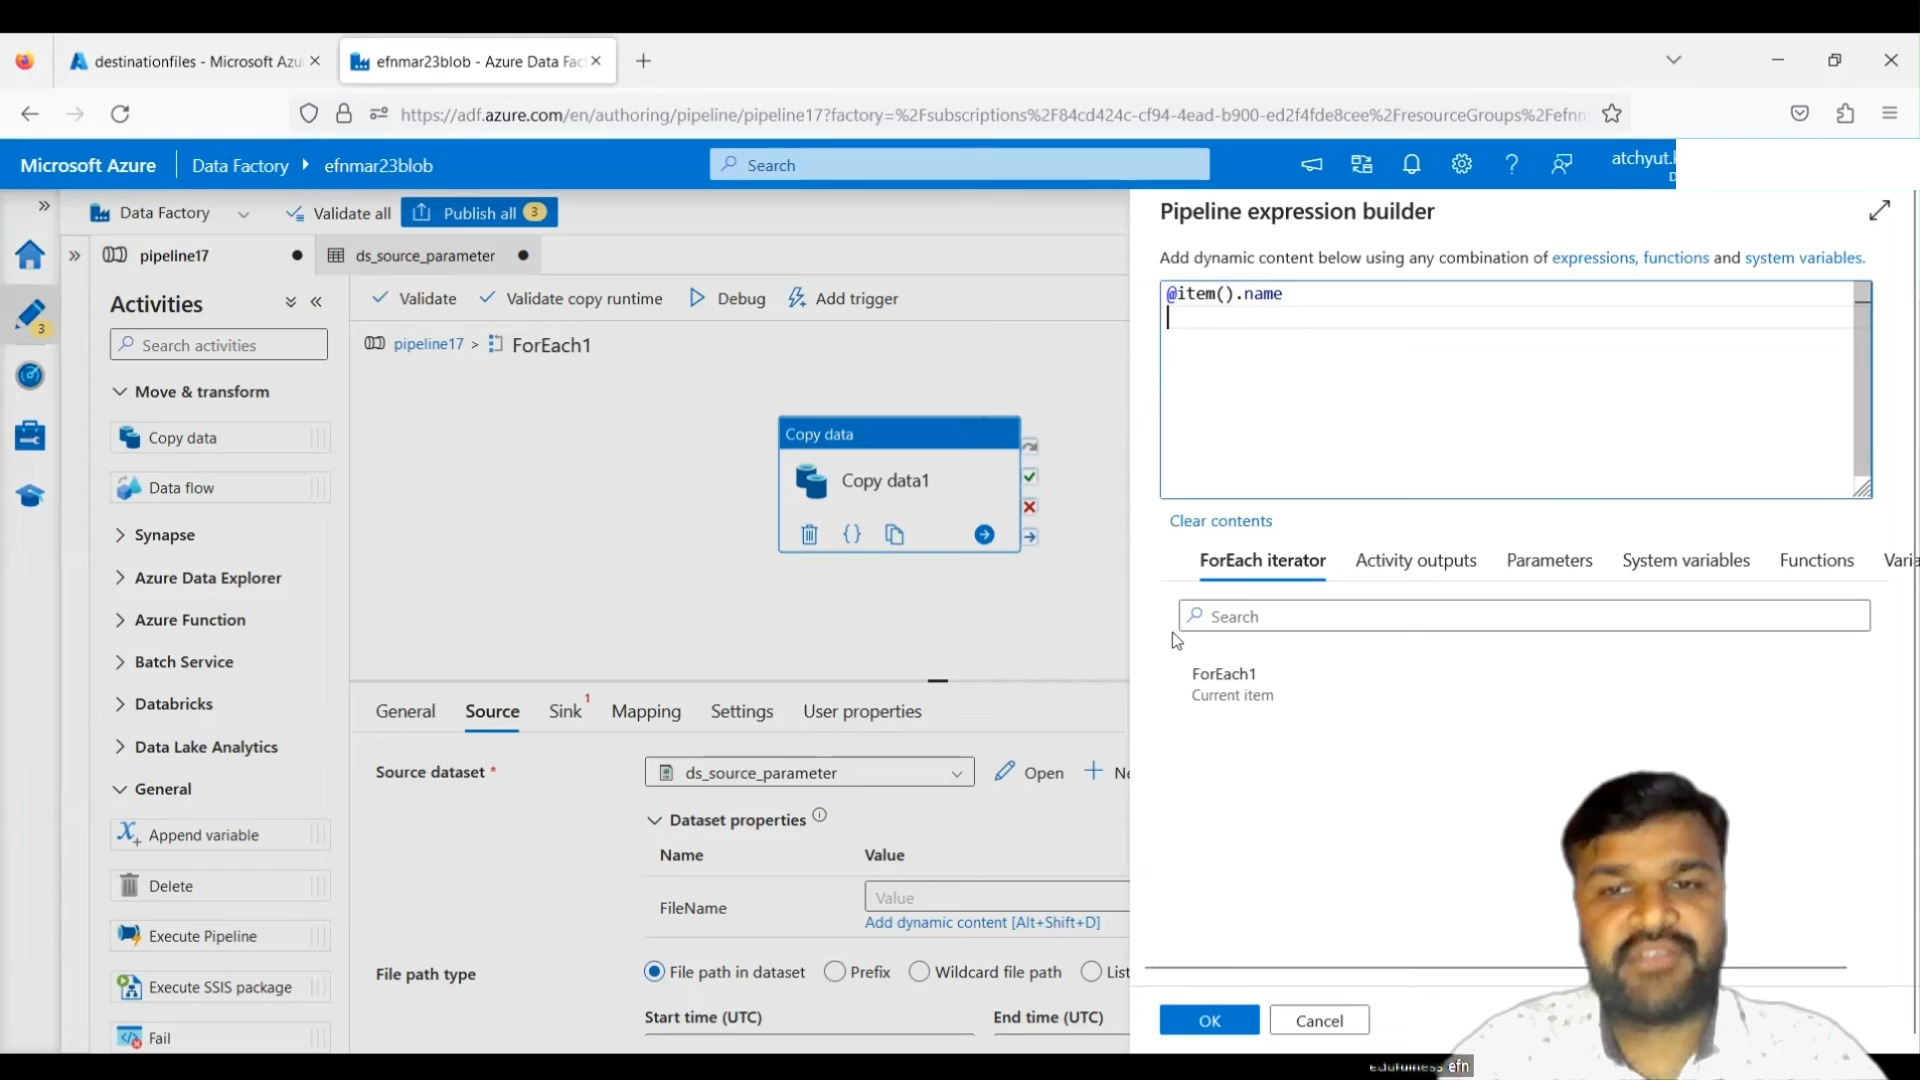 destinationfiles - Microsoft Azu
efnmar23blob - Azure Data Fac
https://adf.azure.com/en/authoring/pipeline/pipeline17?factory=%2Fsubscriptions%2F84cd424c-cf94-4ead-b900-ed2f4fde8cee%2FresourceGroups%2Fefnm
Microsoft Azure
Data Factory
efnmar23blob
Search
atchyut.k
D
Data Factory
Validate all
Publish all
3
Pipeline expression builder
pipeline17
ds_source_parameter
Add dynamic content below using any combination of expressions, functions and system variables.
3
Activities
Validate
Validate copy runtime
Debug
Add trigger
@item().name
Search activities
pipeline17 > ForEach1
Move & transform
Copy data
Data flow
Synapse
Azure Data Explorer
Azure Function
Batch Service
Databricks
Data Lake Analytics
General
Append variable
Delete
Execute Pipeline
Execute SSIS package
Fail
Copy data
Copy data1
{}
Clear contents
ForEach iterator
Activity outputs
Parameters
System variables
Functions
Varia
Search
ForEach1
Current item
General
Source
Sink 1
Mapping
Settings
User properties
Source dataset *
ds_source_parameter
Open
Ne
Dataset properties
Name
Value
FileName
Value
Add dynamic content [Alt+Shift+D]
File path type
File path in dataset
Prefix
Wildcard file path
List
Start time (UTC)
End time (UTC)
OK
Cancel
efn